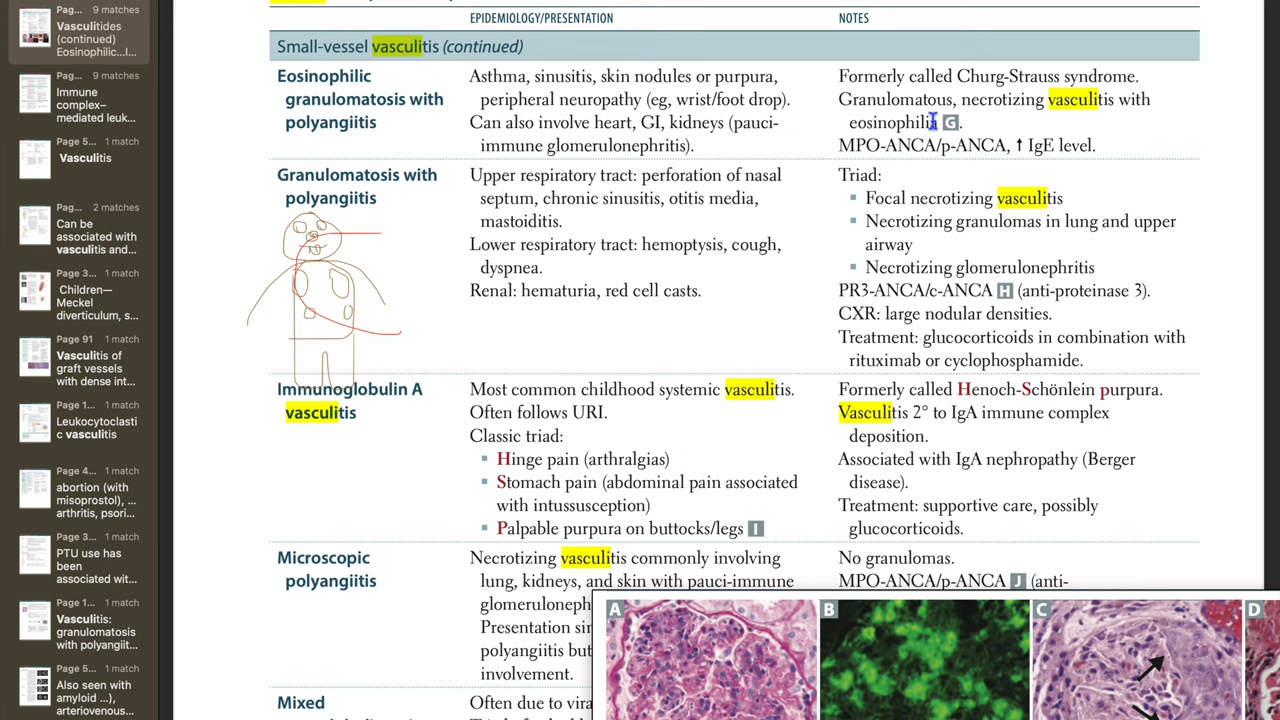 Pag... 9 matches
Vasculitides
(continued)
Eosinophilic...l...
Pa... 9 matches
Immune
complex–
mediated leuk...
Page 5... 1 match
Vasculitis
Pag... 2 matches
Can be
associated with
vasculitis and...
Page 3... 1 match
Children—
Meckel
diverticulum, s...
Page 91 1 match
Vasculitis of
graft vessels
with dense int...
Page 1... 1 match
Leukocytoclasti
c vasculitis
Page 4... 1 match
abortion (with
misoprostol), ...
arthritis, psori...
Page 3... 1 match
PTU use has
been
associated wit...
Page 1... 1 match
Vasculitis:
granulomatosis
with polyangiit...
Page 5... 1 match
Also seen with
amyloid ...),
arteriovenous...
EPIDEMIOLOGY/PRESENTATION NOTES
Small-vessel vasculitis (continued)
Eosinophilic
granulomatosis with
polyangiitis
Asthma, sinusitis, skin nodules or purpura,
peripheral neuropathy (eg, wrist/foot drop).
Can also involve heart, GI, kidneys (pauci-
immune glomerulonephritis).
Formerly called Churg-Strauss syndrome.
Granulomatous, necrotizing vasculitis with
eosinophilia G.
MPO-ANCA/p-ANCA, ↑ IgE level.
Granulomatosis with
polyangiitis
Upper respiratory tract: perforation of nasal
septum, chronic sinusitis, otitis media,
mastoiditis.
Lower respiratory tract: hemoptysis, cough,
dyspnea.
Renal: hematuria, red cell casts.
Triad:
▪ Focal necrotizing vasculitis
▪ Necrotizing granulomas in lung and upper
airway
▪ Necrotizing glomerulonephritis
PR3-ANCA/c-ANCA H (anti-proteinase 3).
CXR: large nodular densities.
Treatment: glucocorticoids in combination with
rituximab or cyclophosphamide.
Immunoglobulin A
vasculitis
Most common childhood systemic vasculitis.
Often follows URI.
Classic triad:
▪ Hinge pain (arthralgias)
▪ Stomach pain (abdominal pain associated
with intussusception)
▪ Palpable purpura on buttocks/legs I
Formerly called Henoch-Schönlein purpura.
Vasculitis 2° to IgA immune complex
deposition.
Associated with IgA nephropathy (Berger
disease).
Treatment: supportive care, possibly
glucocorticoids.
Microscopic
polyangiitis
Necrotizing vasculitis commonly involving
lung, kidneys, and skin with pauci-immune
glomeruloneph
Presentation sin
polyangiitis but
involvement.
No granulomas.
MPO-ANCA/p-ANCA J (anti-
Mixed
Often due to vira
A B C D